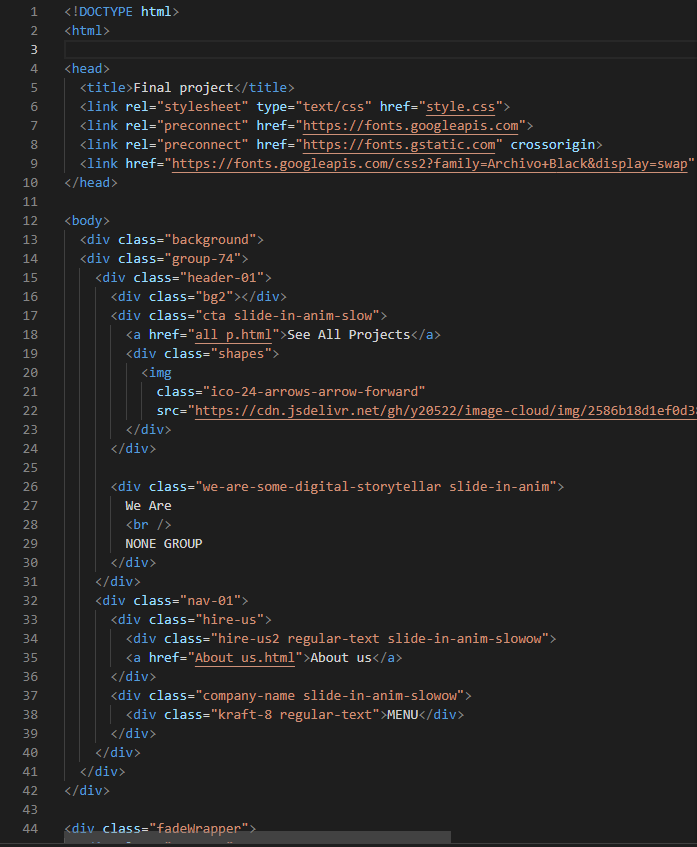 1 <!DOCTYPE html>
2 <html>
3
4 <head>
5 <title>Final project</title>
6 <link rel="stylesheet" type="text/css" href="style.css">
7 <link rel="preconnect" href="https://fonts.googleapis.com">
8 <link rel="preconnect" href="https://fonts.gstatic.com" crossorigin>
9 <link href="https://fonts.googleapis.com/css2?family=Archivo+Black&display=swap"
10 </head>
11
12 <body>
13 <div class="background">
14 <div class="group-74">
15 <div class="header-01">
16 <div class="bg2"></div>
17 <div class="cta slide-in-anim-slow">
18 <a href="all p.html">See All Projects</a>
19 <div class="shapes">
20 <img
21 class="ico-24-arrows-arrow-forward"
22 src="https://cdn.jsdelivr.net/gh/y20522/image-cloud/img/2586b18d1ef0d3
23 </div>
24 </div>
25
26 <div class="we-are-some-digital-storytellar slide-in-anim">
27 We Are
28 <br />
29 NONE GROUP
30 </div>
31 </div>
32 <div class="nav-01">
33 <div class="hire-us">
34 <div class="hire-us2 regular-text slide-in-anim-slowow">
35 <a href="About us.html">About us</a>
36 </div>
37 <div class="company-name slide-in-anim-slowow">
38 <div class="kraft-8 regular-text">MENU</div>
39 </div>
40 </div>
41 </div>
42 </div>
43
44 <div class="fadeWrapper">